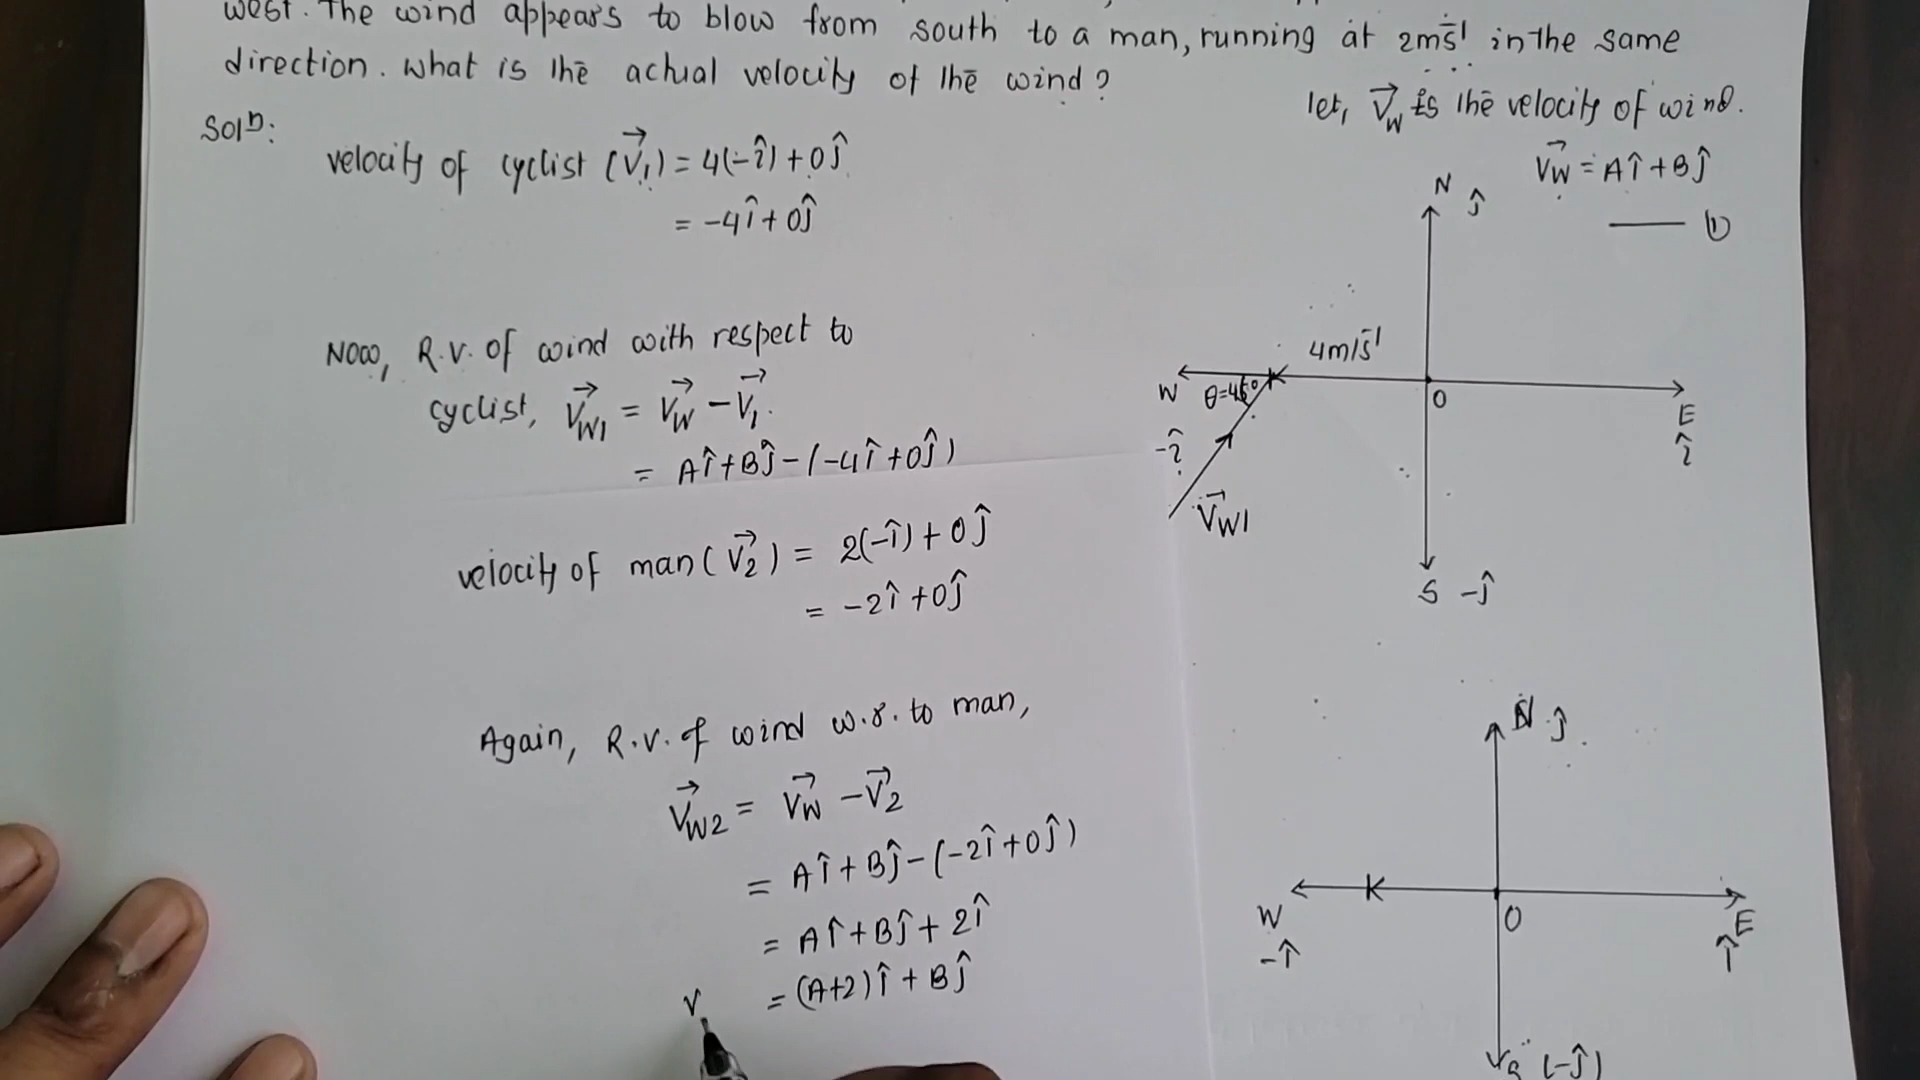 west. The wind appears to blow from south to a man, running at 2ms⁻¹ in the same
direction. what is the actual velocity of the wind?
let, V⃗w is the velocity of wind.
Solⁿ:
velocity of cyclist (V⃗₁) = 4(-î) + 0ĵ
= -4î + 0ĵ
V⃗w = Aî + Bĵ
①
Now, R.V. of wind with respect to
cyclist, V⃗w1 = V⃗w - V⃗₁.
= Aî + Bĵ - (-4î + 0ĵ)
velocity of man (V⃗₂) = 2(-î) + 0ĵ
= -2î + 0ĵ
Again, R.V. of wind w.r. to man,
V⃗w2 = V⃗w - V⃗₂
= Aî + Bĵ - (-2î + 0ĵ)
= Aî + Bĵ + 2î
V = (A+2)î + Bĵ
N ĵ
4m/s⁻¹
W θ=45° O E
-î î
V⃗w1
S -ĵ
N ĵ
W O E
-î î
S (-ĵ)